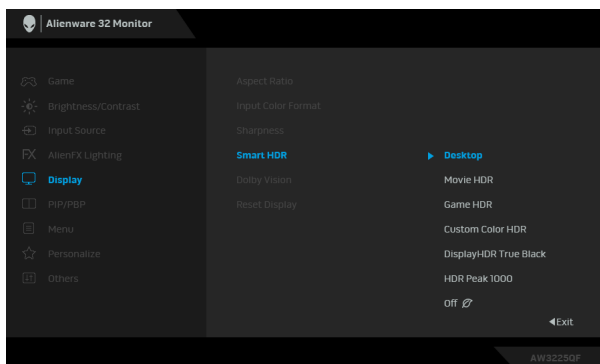 Alienware 32 Monitor
Game
Aspect Ratio
Brightness/Contrast
Input Color Format
Input Source
Sharpness
FX AlienFX Lighting
Smart HDR
Desktop
Display
Dolby Vision
Movie HDR
PIP/PBP
Reset Display
Game HDR
Menu
Custom Color HDR
Personalize
DisplayHDR True Black
Others
HDR Peak 1000
Off
Exit
AW3225QF